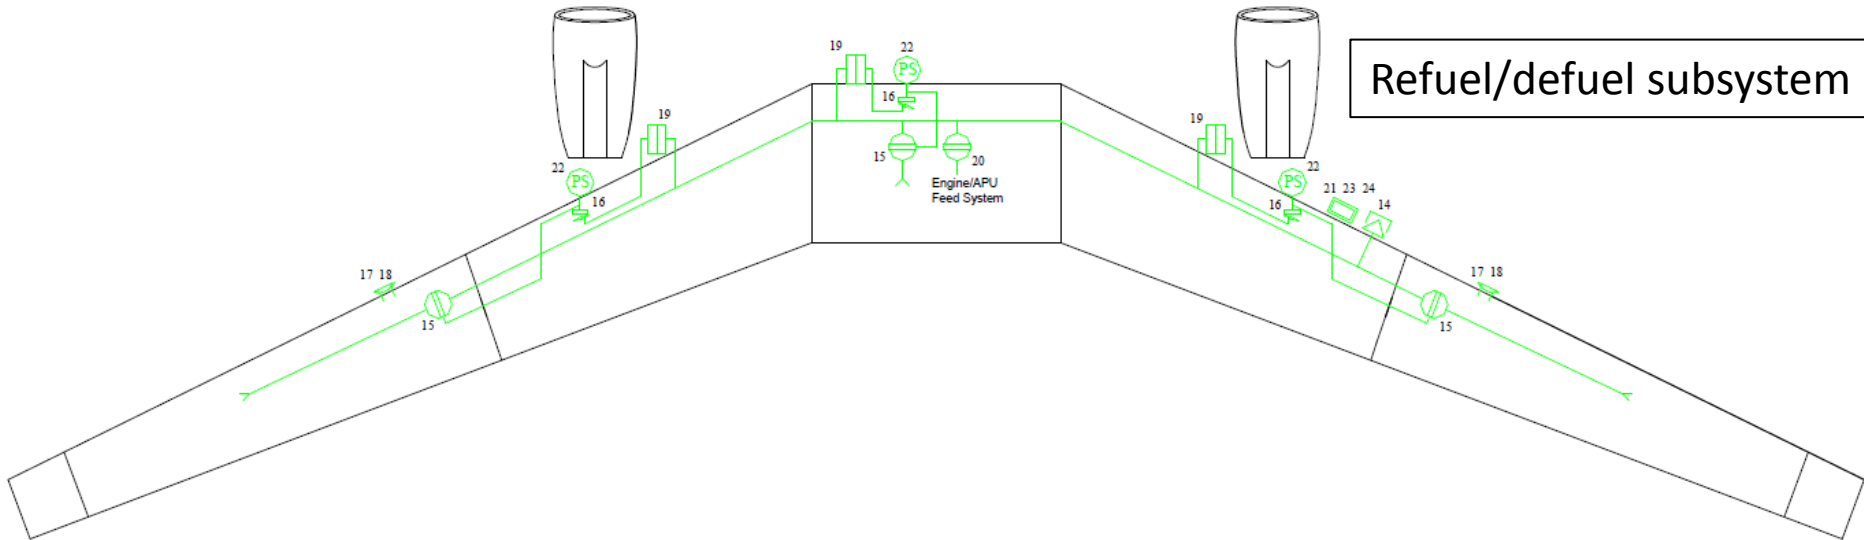 Refuel/defuel subsystem
19
22
PS
16
15
20
Engine/APU
Feed System
19
22
PS
16
17 18
15
19
22
PS
16
21 23 24
14
17 18
15